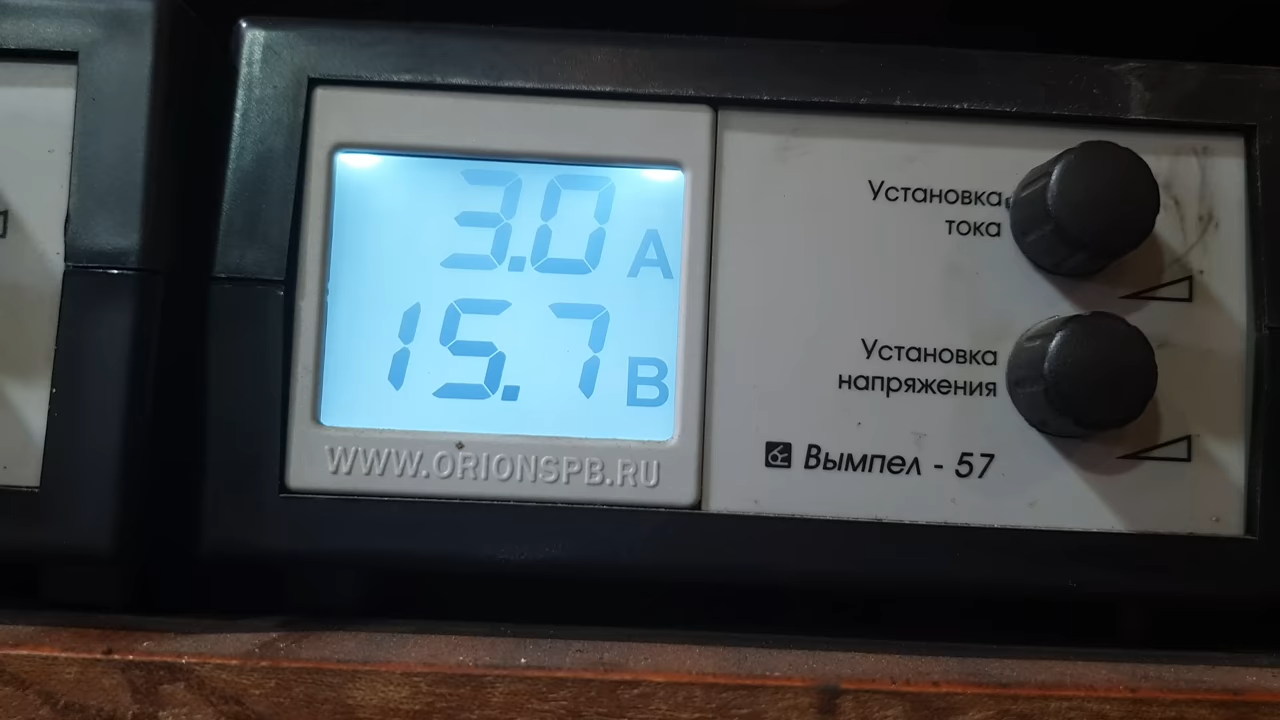 3.0 А
15.7 В
WWW.ORIONSPB.RU
Установка
тока
Установка
напряжения
Вымпел - 57